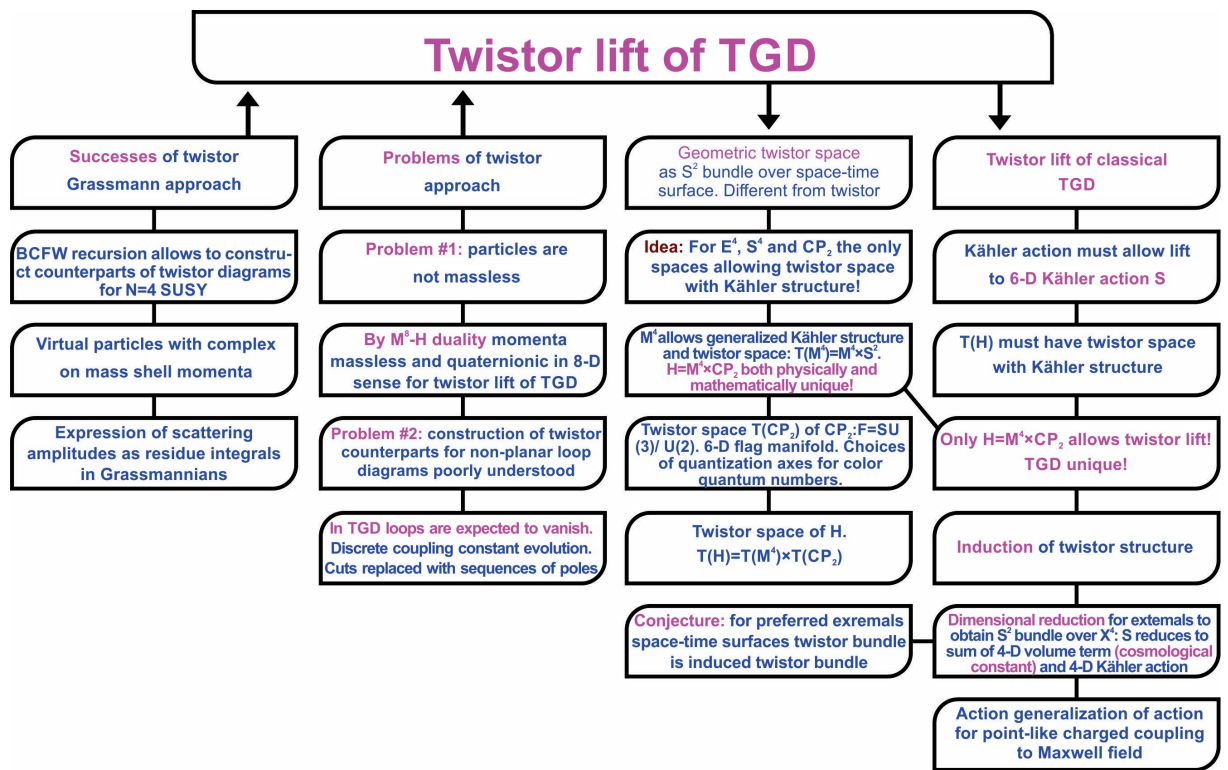 Twistor lift of TGD
Successes of twistor
Grassmann approach
BCFW recursion allows to constru-
ct counterparts of twistor diagrams
for N=4 SUSY
Virtual particles with complex
on mass shell momenta
Expression of scattering
amplitudes as residue integrals
in Grassmannians
Problems of twistor
approach
Problem #1: particles are
not massless
By M⁸-H duality momenta
massless and quaternionic in 8-D
sense for twistor lift of TGD
Problem #2: construction of twistor
counterparts for non-planar loop
diagrams poorly understood
In TGD loops are expected to vanish.
Discrete coupling constant evolution.
Cuts replaced with sequences of poles
Geometric twistor space
as S² bundle over space-time
surface. Different from twistor
Idea: For E⁴, S⁴ and CP₂ the only
spaces allowing twistor space
with Kähler structure!
M⁴allows generalized Kähler structure
and twistor space: T(M⁴)=M⁴×S².
H=M⁴×CP₂ both physically and
mathematically unique!
Twistor space T(CP₂) of CP₂:F=SU
(3)/ U(2). 6-D flag manifold. Choices
of quantization axes for color
quantum numbers.
Twistor space of H.
T(H)=T(M⁴)×T(CP₂)
Conjecture: for preferred exremals
space-time surfaces twistor bundle
is induced twistor bundle
Twistor lift of classical
TGD
Kähler action must allow lift
to 6-D Kähler action S
T(H) must have twistor space
with Kähler structure
Only H=M⁴×CP₂ allows twistor lift!
TGD unique!
Induction of twistor structure
Dimensional reduction for extemals to
obtain S² bundle over X⁴: S reduces to
sum of 4-D volume term (cosmological
constant) and 4-D Kähler action
Action generalization of action
for point-like charged coupling
to Maxwell field